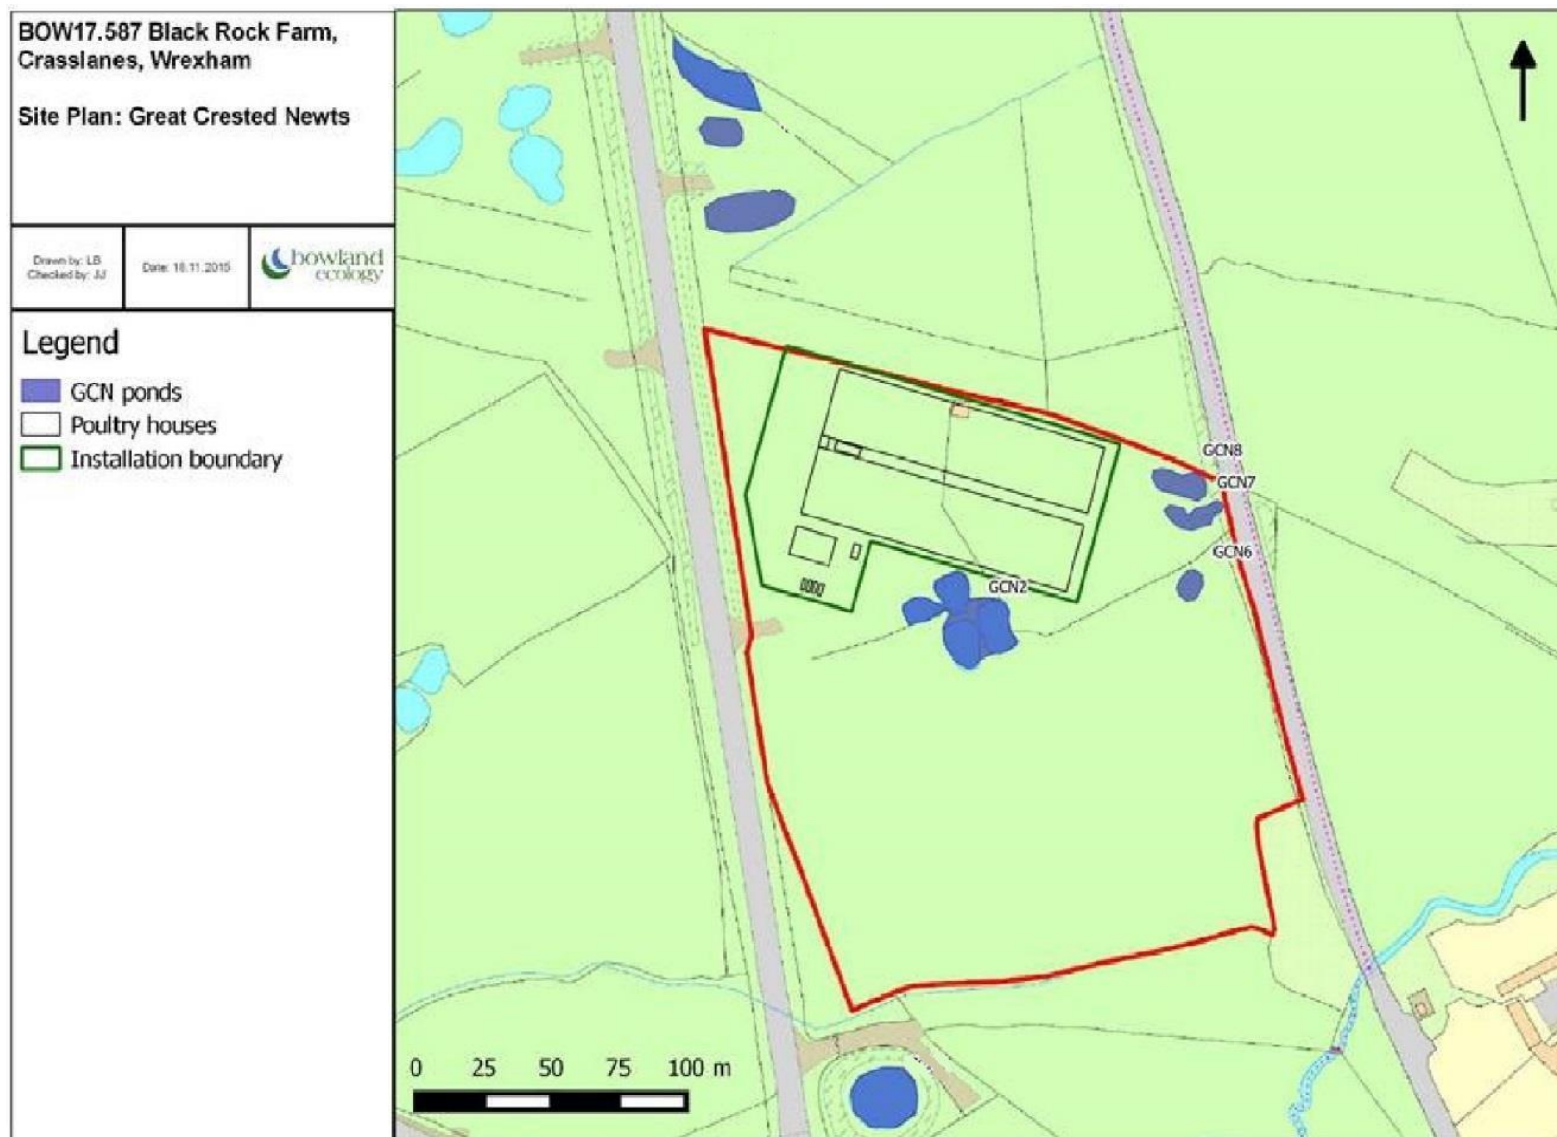 BOW17.587 Black Rock Farm,
Crasslanes, Wrexham
Site Plan: Great Crested Newts
Drawn by: LB
Checked by: JJ
Date: 18.11.2015
bowland
ecology
Legend
GCN ponds
Poultry houses
Installation boundary
GCN8
GCN7
GCN6
GCN2
0 25 50 75 100 m